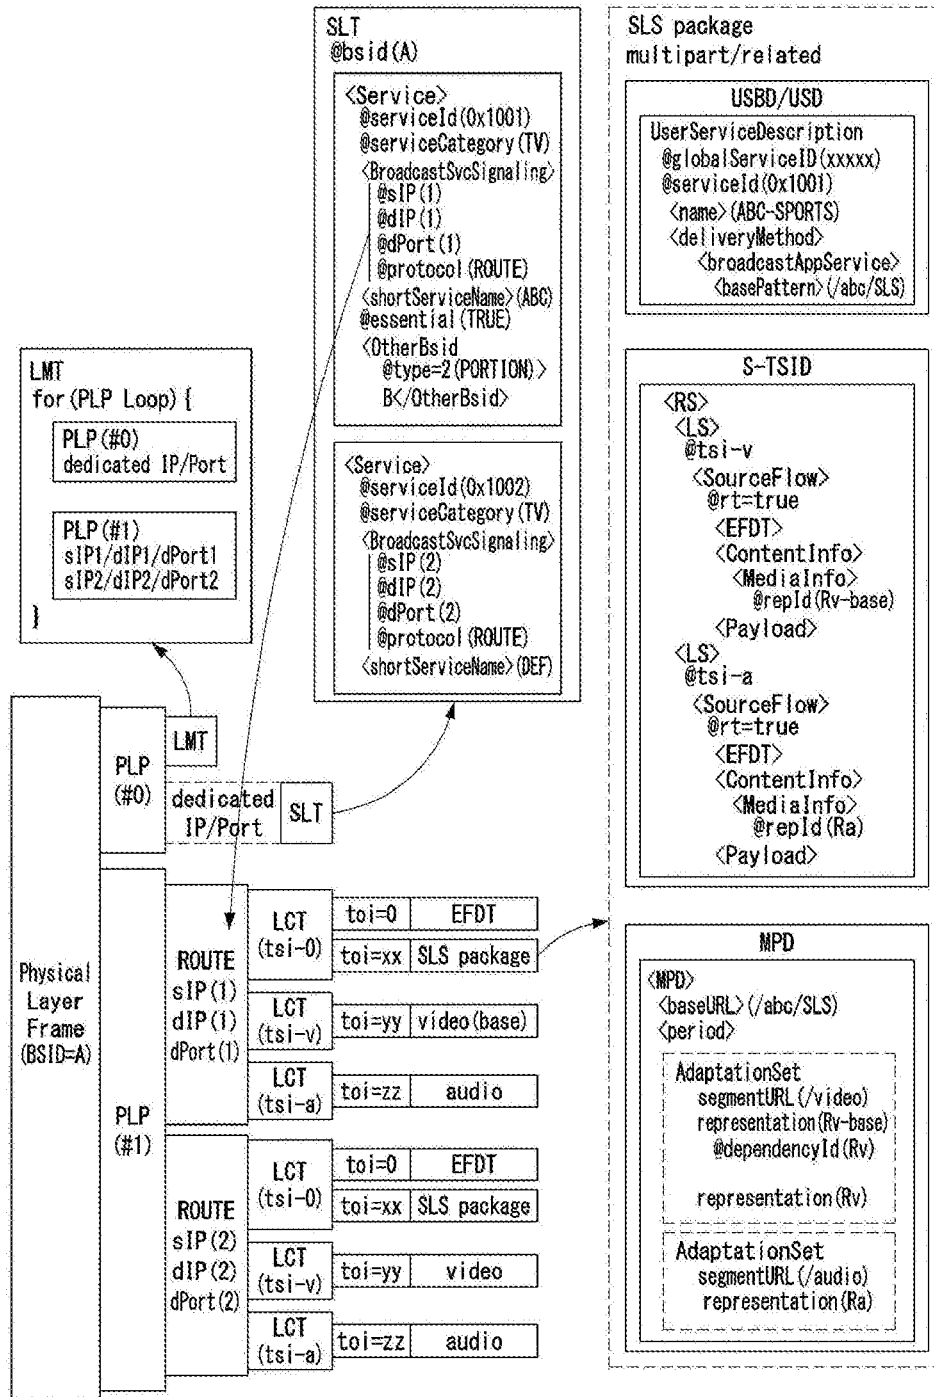 SLT
@bsid(A)
<Service>
@serviceId(0x1001)
@serviceCategory(TV)
<BroadcastSvcSignaling>
@sIP(1)
@dIP(1)
@dPort(1)
@protocol(ROUTE)
<shortServiceName>(ABC)
@essential(TRUE)
<OtherBsid
@type=2(PORTION)>
B</OtherBsid>
<Service>
@serviceId(0x1002)
@serviceCategory(TV)
<BroadcastSvcSignaling>
@sIP(2)
@dIP(2)
@dPort(2)
@protocol(ROUTE)
<shortServiceName>(DEF)
LMT
for(PLP Loop){
PLP(#0)
dedicated IP/Port
PLP(#1)
sIP1/dIP1/dPort1
sIP2/dIP2/dPort2
}
Physical
Layer
Frame
(BSID=A)
PLP
(#0)
LMT
dedicated
IP/Port
SLT
PLP
(#1)
ROUTE
sIP(1)
dIP(1)
dPort(1)
LCT
(tsi-0)
toi=0
EFDT
toi=xx
SLS package
LCT
(tsi-v)
toi=yy
video(base)
LCT
(tsi-a)
toi=zz
audio
ROUTE
sIP(2)
dIP(2)
dPort(2)
LCT
(tsi-0)
toi=0
EFDT
toi=xx
SLS package
LCT
(tsi-v)
toi=yy
video
LCT
(tsi-a)
toi=zz
audio
SLS package
multipart/related
USBD/USD
UserServiceDescription
@globalServiceID(xxxxx)
@serviceId(0x1001)
<name>(ABC-SPORTS)
<deliveryMethod>
<broadcastAppService>
<basePattern>(/abc/SLS)
S-TSID
<RS>
<LS>
@tsi-v
<SourceFlow>
@rt=true
<EFDT>
<ContentInfo>
<MediaInfo>
@repId(Rv-base)
<Payload>
<LS>
@tsi-a
<SourceFlow>
@rt=true
<EFDT>
<ContentInfo>
<MediaInfo>
@repId(Ra)
<Payload>
MPD
<MPD>
<baseURL>(/abc/SLS)
<period>
AdaptationSet
segmentURL(/video)
representation(Rv-base)
@dependencyId(Rv)
representation(Rv)
AdaptationSet
segmentURL(/audio)
representation(Ra)